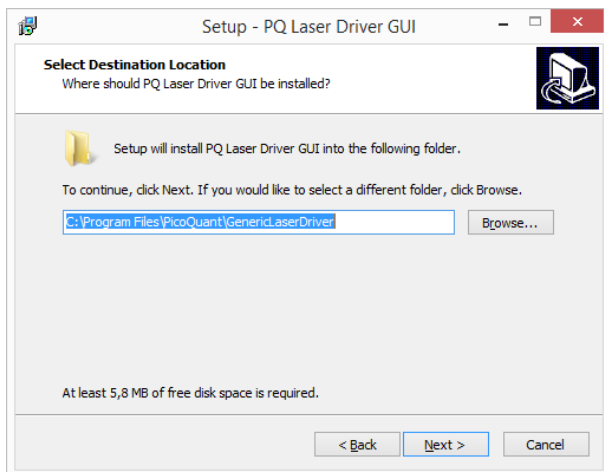 Setup - PQ Laser Driver GUI
Select Destination Location
Where should PQ Laser Driver GUI be installed?
Setup will install PQ Laser Driver GUI into the following folder.
To continue, click Next. If you would like to select a different folder, click Browse.
C:\Program Files\PicoQuant\GenericLaserDriver
Browse...
At least 5,8 MB of free disk space is required.
< Back
Next >
Cancel